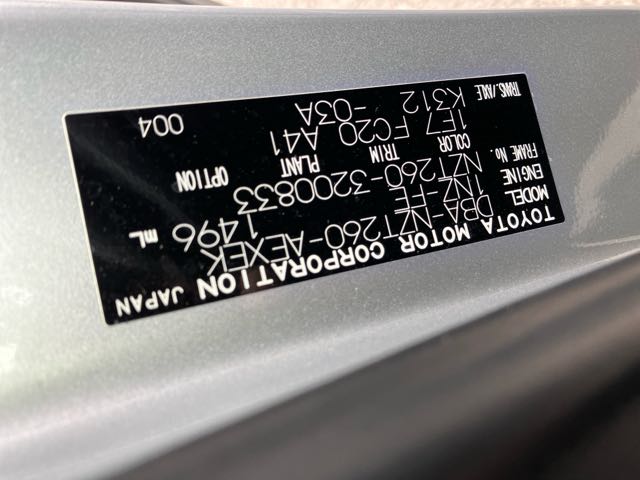 TOYOTA MOTOR CORPORATION JAPAN
MODEL DBA-NZT260-AEXEK
ENGINE 1NZ-FE 1496 mL
FRAME No. NZT260-3200833
COLOR TRIM PLANT OPTION
1E7 FC20 A41
TRANS./AXLE K312 -03A 004